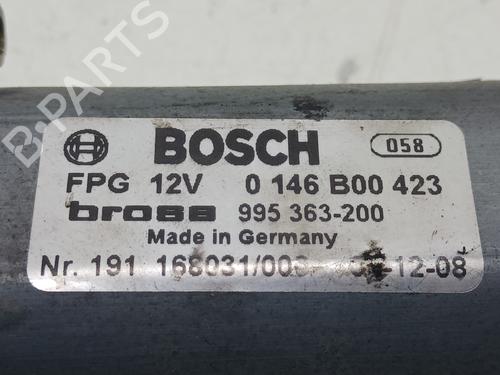 B-PARTS
BOSCH 058
FPG 12V 0 146 B00 423
brose 995 363-200
Made in Germany
Nr. 191 168031/00 -12-08